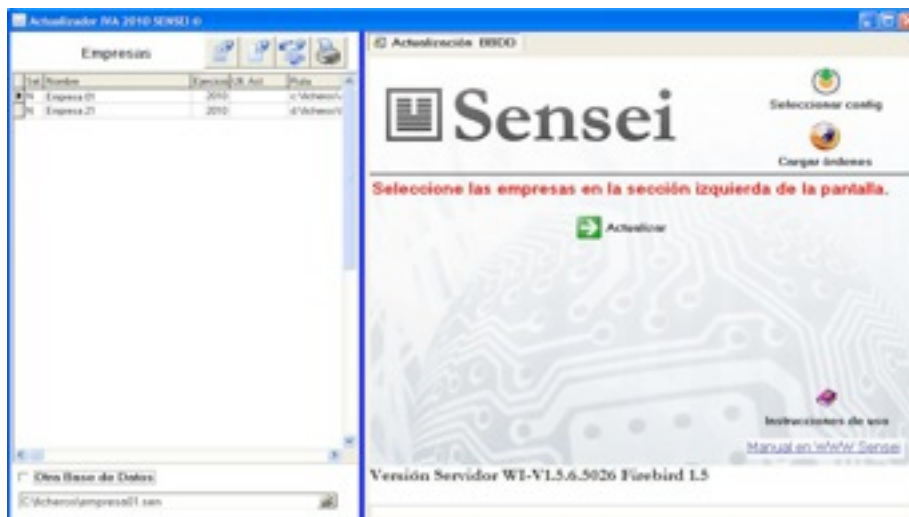 Actualizador IVA 2010 SENSEI ©
Empresas
Sel Nombre Ejercicio Ult. Act. Ruta
N Empresa 01 2010
N Empresa 21 2010
Otra Base de Datos
Actualización BBDD
Sensei
Seleccionar config
Cargar órdenes
Seleccione las empresas en la sección izquierda de la pantalla.
Actualizar
Instrucciones de uso
Manual en WWW Sensei
Versión Servidor WI-V1.5.6.5026 Firebird 1.5